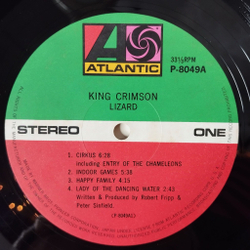 33⅓RPM
P-8049A
ATLANTIC
KING CRIMSON
LIZARD
STEREO ONE
1. CIRKUS 6:28
including ENTRY OF THE CHAMELEONS
2. INDOOR GAMES 5:38
3. HAPPY FAMILY 4:15
4. LADY OF THE DANCING WATER 2:43
Written & Produced by Robert Fripp &
Peter Sinfield.